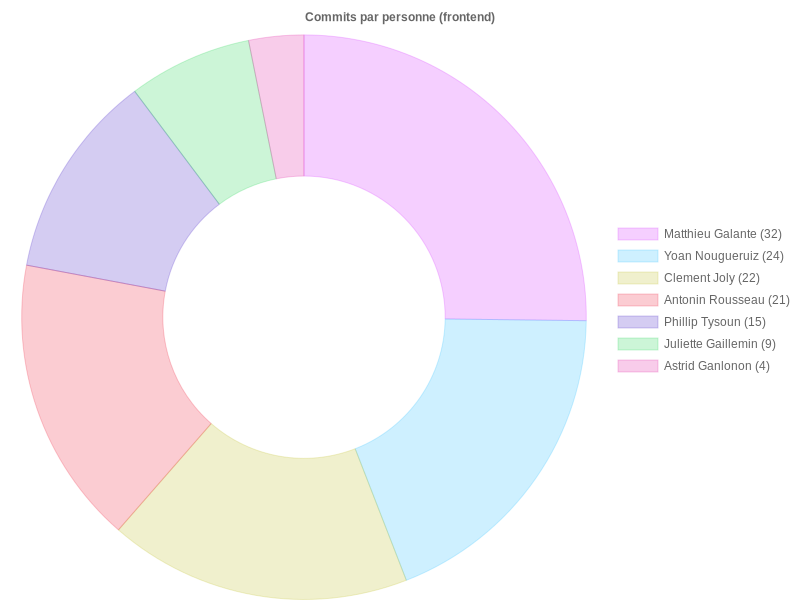 Commits par personne (frontend)
Matthieu Galante (32)
Yoan Nougueruiz (24)
Clement Joly (22)
Antonin Rousseau (21)
Phillip Tysoun (15)
Juliette Gaillemin (9)
Astrid Ganlonon (4)